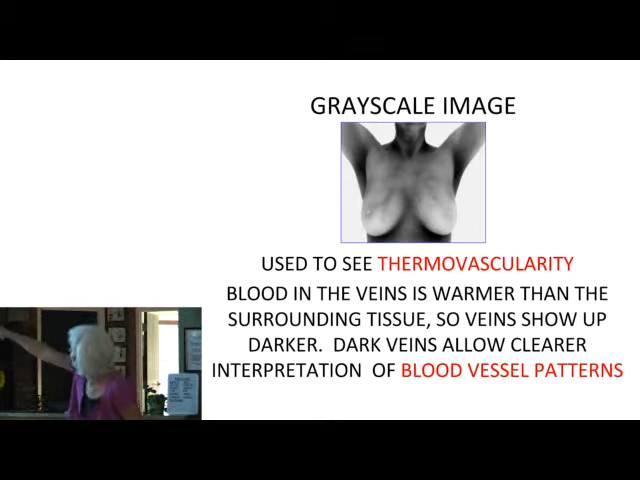 GRAYSCALE IMAGE
USED TO SEE THERMOVASCULARITY
BLOOD IN THE VEINS IS WARMER THAN THE
SURROUNDING TISSUE, SO VEINS SHOW UP
DARKER.  DARK VEINS ALLOW CLEARER
INTERPRETATION  OF BLOOD VESSEL PATTERNS